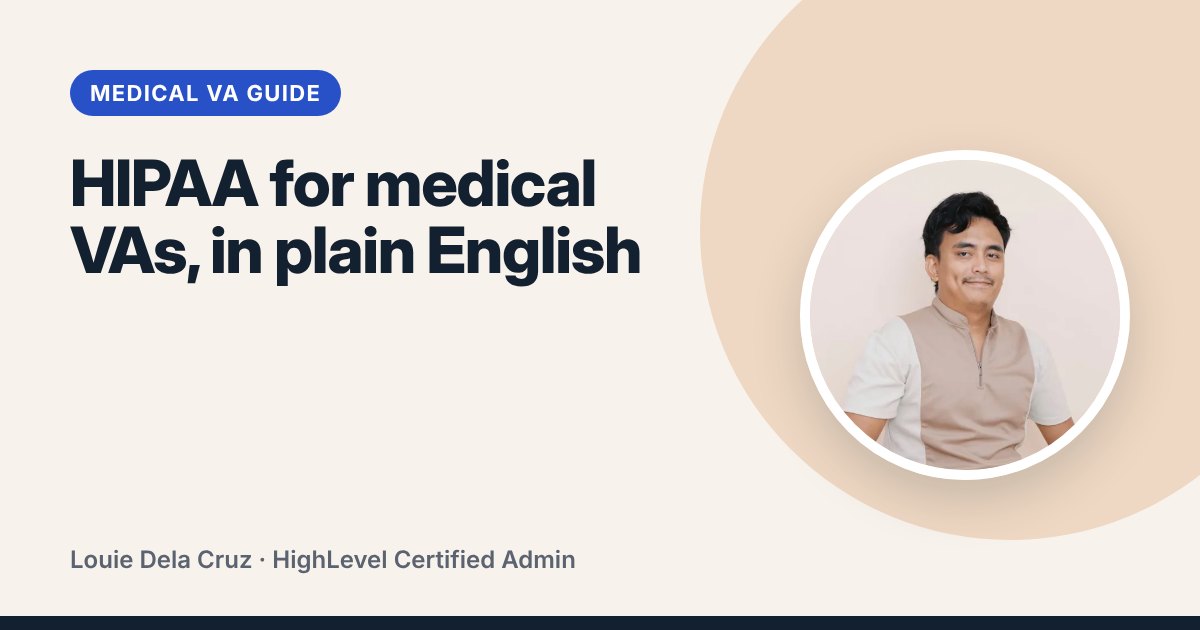 MEDICAL VA GUIDE
HIPAA for medical
VAs, in plain English
Louie Dela Cruz · HighLevel Certified Admin